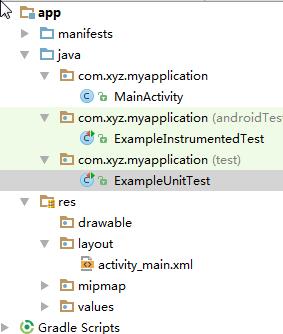 app
manifests
java
com.xyz.myapplication
MainActivity
com.xyz.myapplication (androidTes
ExampleInstrumentedTest
com.xyz.myapplication (test)
ExampleUnitTest
res
drawable
layout
activity_main.xml
mipmap
values
Gradle Scripts